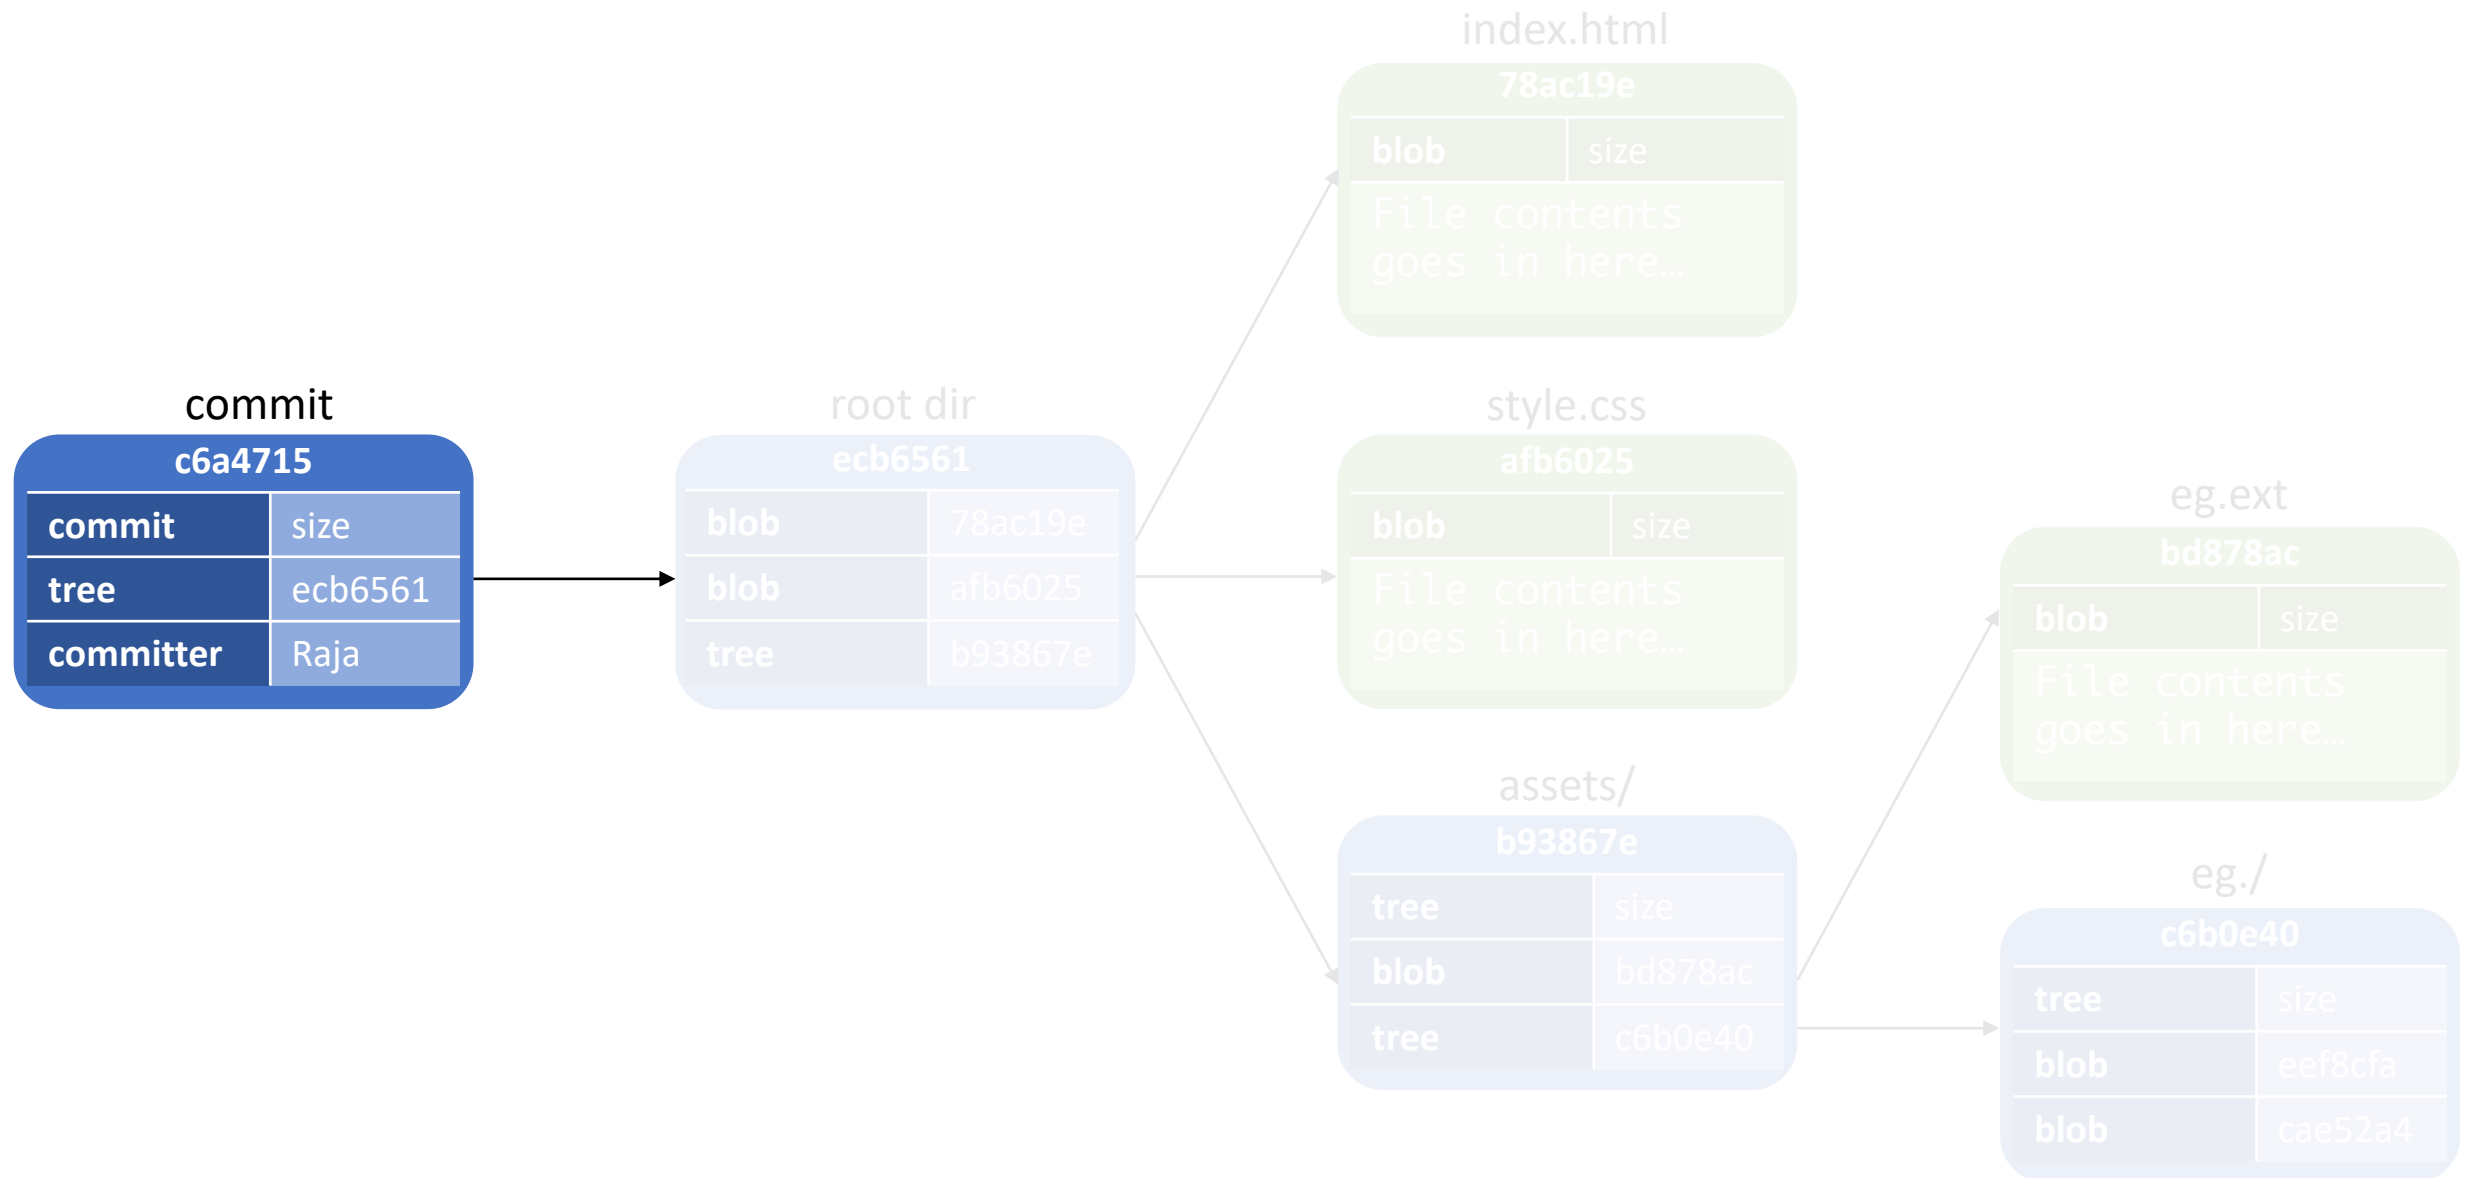 index.html
78ac19e
blob size
File contents
goes in here…
commit
c6a4715
commit size
tree ecb6561
committer Raja
root dir
ecb6561
blob 78ac19e
blob afb6025
tree b93867e
style.css
afb6025
blob size
File contents
goes in here…
assets/
b93867e
tree size
blob bd878ac
tree c6b0e40
eg.ext
bd878ac
blob size
File contents
goes in here…
eg./
c6b0e40
tree size
blob eef8cfa
blob cae52a4